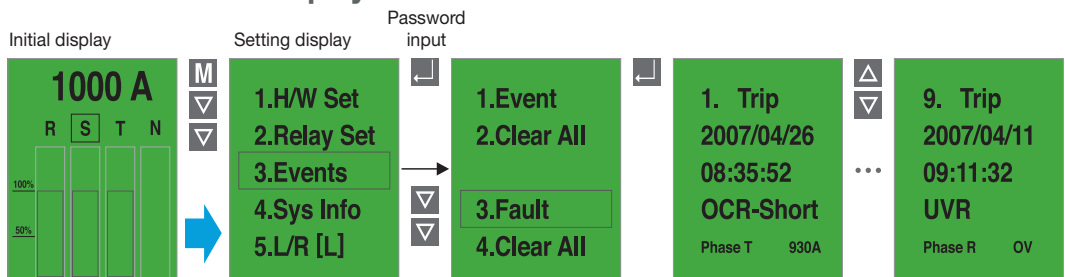 Password
Initial display
Setting display
input
1000 A
R S T N
100%
50%
M
1.H/W Set
2.Relay Set
3.Events
4.Sys Info
5.L/R [L]
1.Event
2.Clear All
3.Fault
4.Clear All
1. Trip
2007/04/26
08:35:52
OCR-Short
Phase T 930A
...
9. Trip
2007/04/11
09:11:32
UVR
Phase R OV